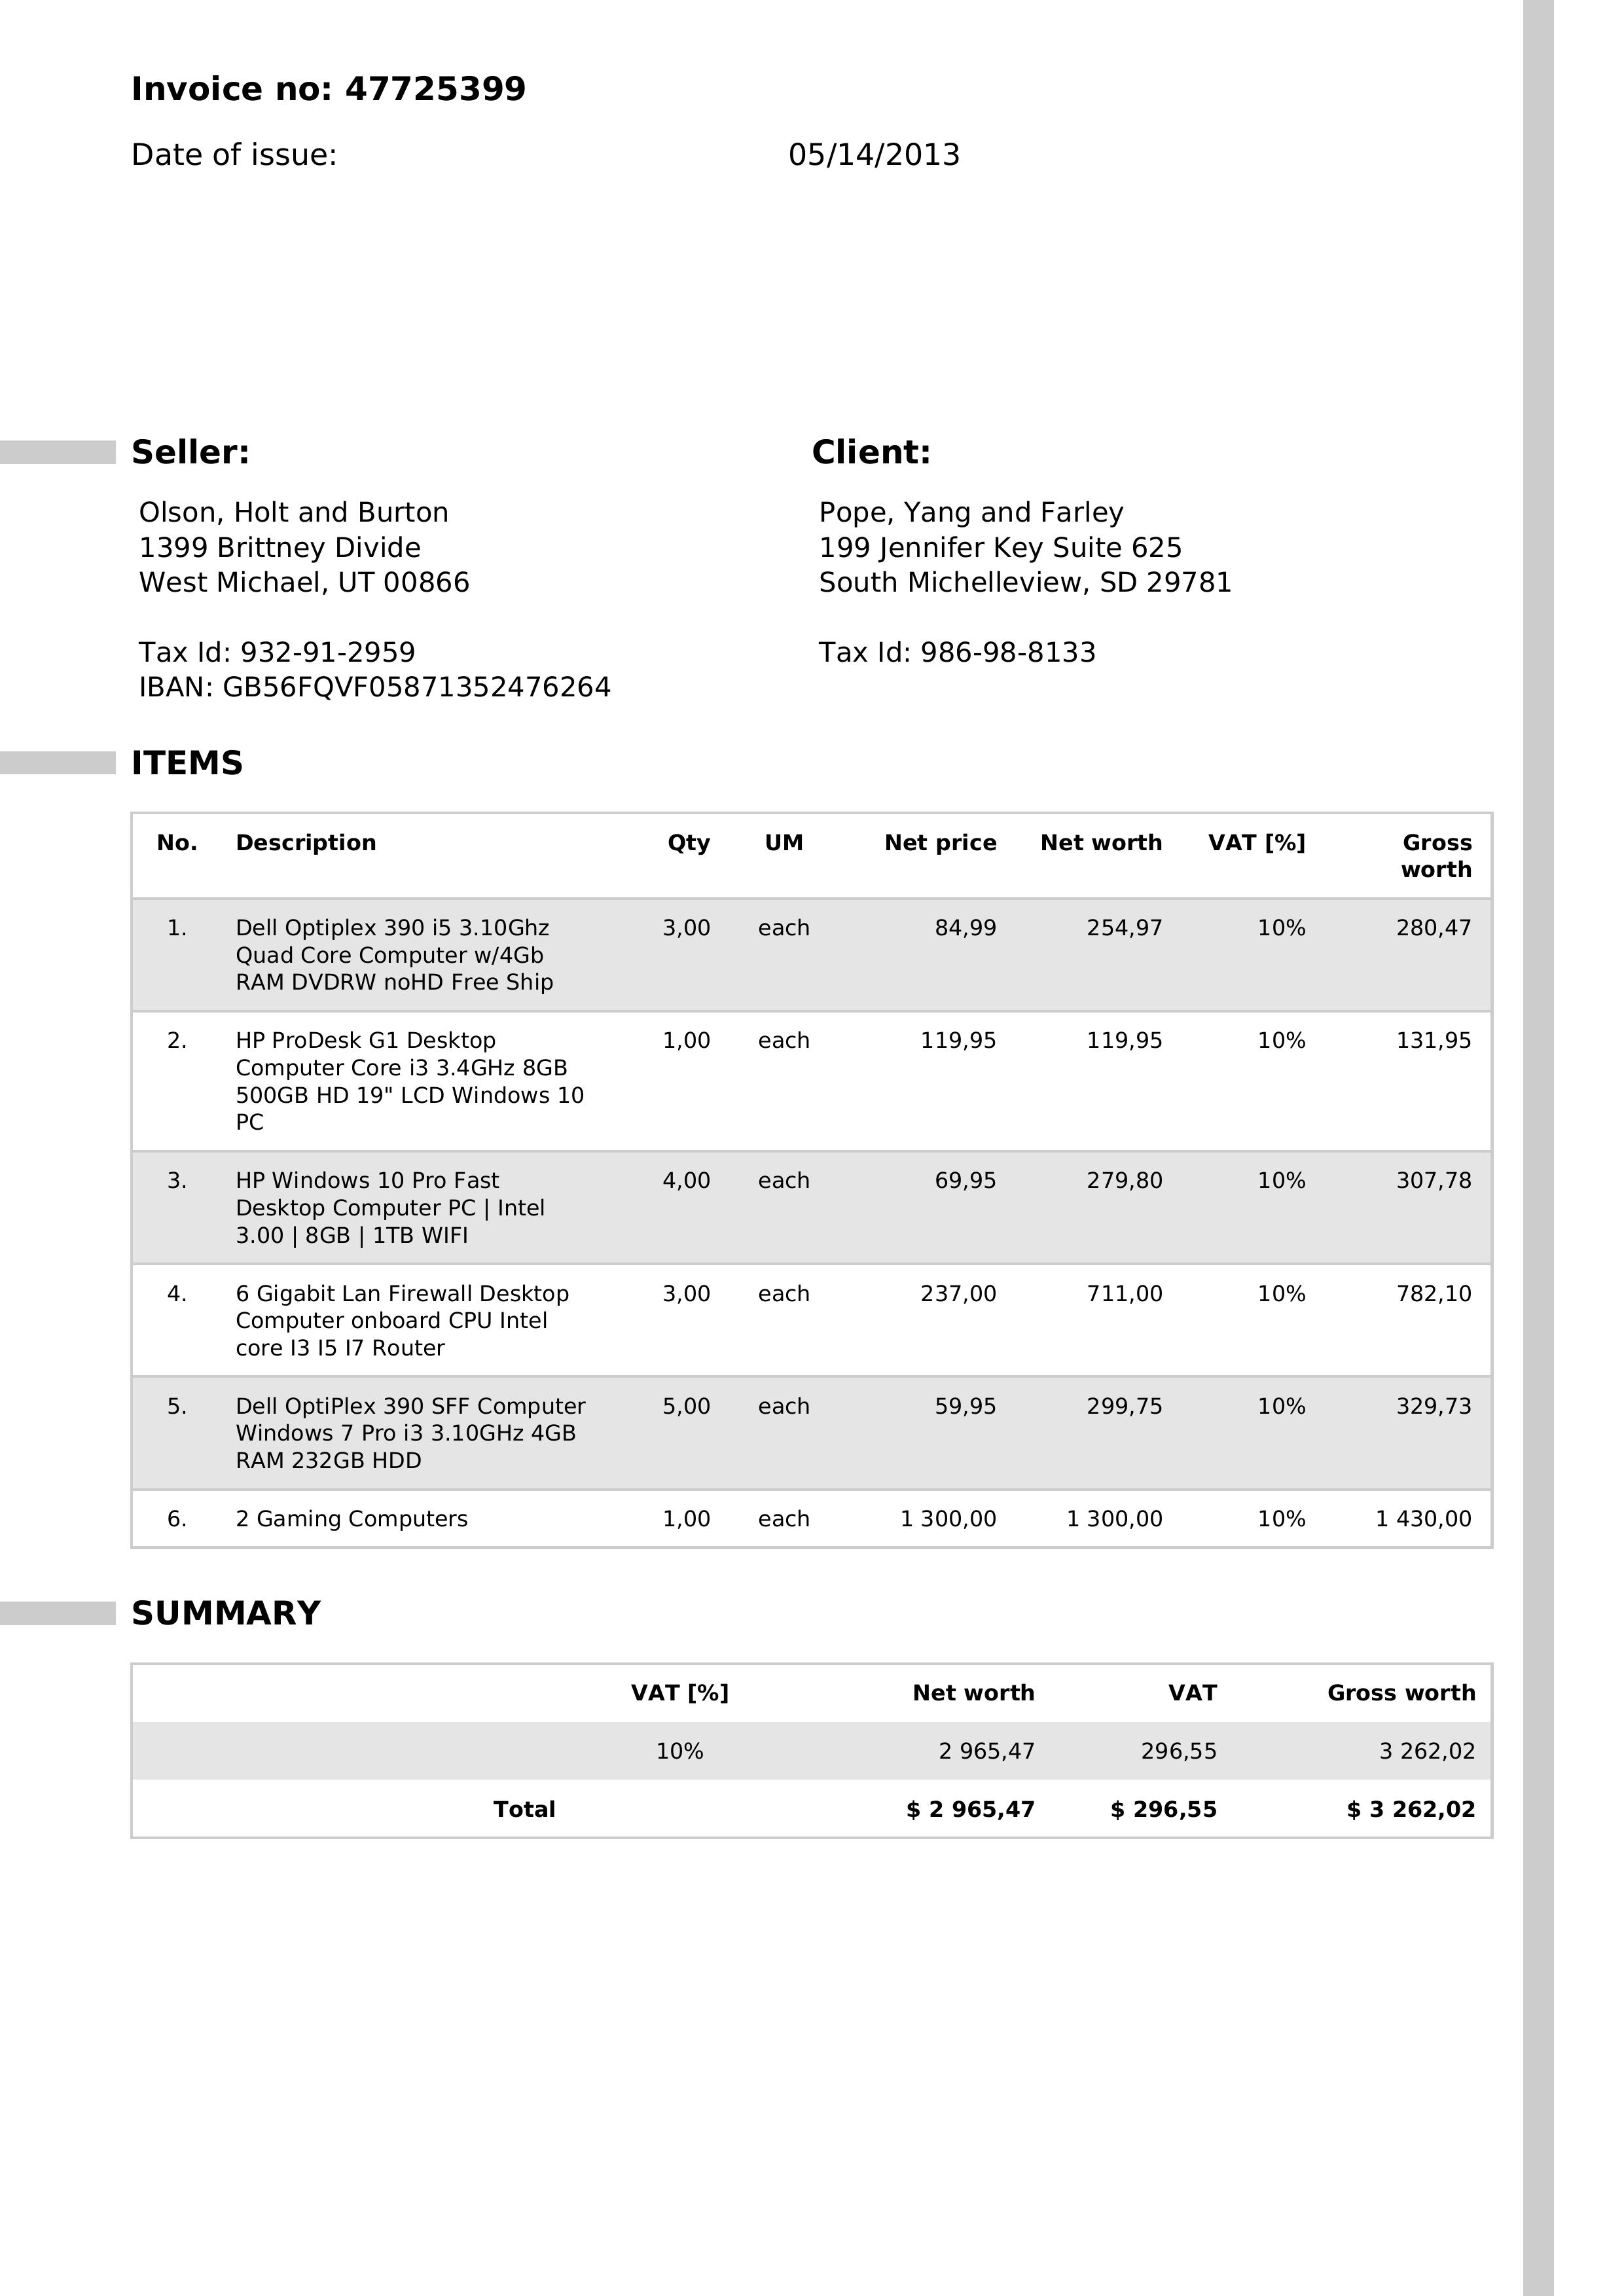 Invoice no: 47725399
Date of issue: 05/14/2013
Seller:
Olson, Holt and Burton
1399 Brittney Divide
West Michael, UT 00866
Tax Id: 932-91-2959
IBAN: GB56FQVF05871352476264
Client:
Pope, Yang and Farley
199 Jennifer Key Suite 625
South Michelleview, SD 29781
Tax Id: 986-98-8133
ITEMS
No. Description Qty UM Net price Net worth VAT [%] Gross
worth
1. Dell Optiplex 390 i5 3.10Ghz 3,00 each 84,99 254,97 10% 280,47
Quad Core Computer w/4Gb
RAM DVDRW noHD Free Ship
2. HP ProDesk G1 Desktop 1,00 each 119,95 119,95 10% 131,95
Computer Core i3 3.4GHz 8GB
500GB HD 19" LCD Windows 10
PC
3. HP Windows 10 Pro Fast 4,00 each 69,95 279,80 10% 307,78
Desktop Computer PC | Intel
3.00 | 8GB | 1TB WIFI
4. 6 Gigabit Lan Firewall Desktop 3,00 each 237,00 711,00 10% 782,10
Computer onboard CPU Intel
core I3 I5 I7 Router
5. Dell OptiPlex 390 SFF Computer 5,00 each 59,95 299,75 10% 329,73
Windows 7 Pro i3 3.10GHz 4GB
RAM 232GB HDD
6. 2 Gaming Computers 1,00 each 1 300,00 1 300,00 10% 1 430,00
SUMMARY
VAT [%] Net worth VAT Gross worth
10% 2 965,47 296,55 3 262,02
Total $ 2 965,47 $ 296,55 $ 3 262,02